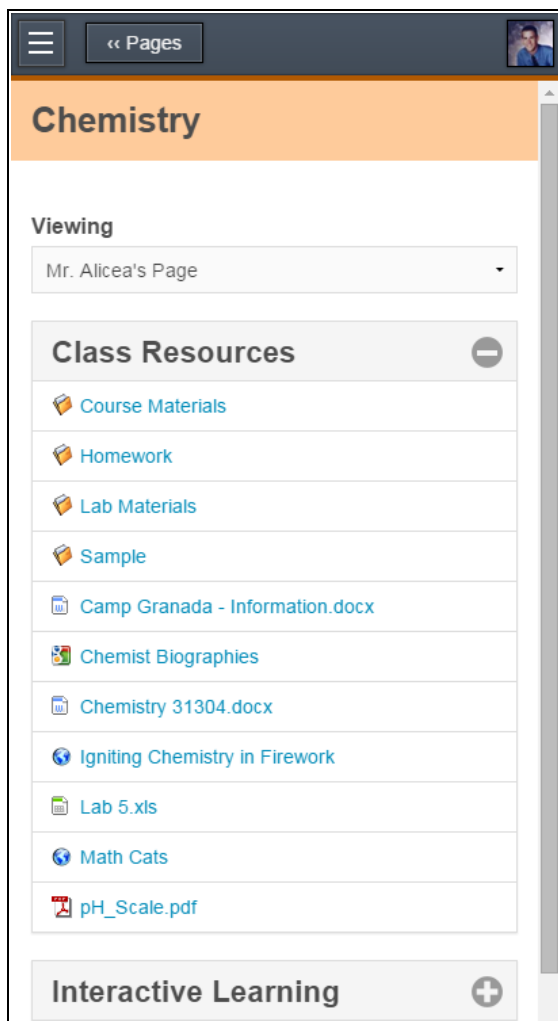 ‹‹ Pages
Chemistry
Viewing
Mr. Alicea's Page
Class Resources
Course Materials
Homework
Lab Materials
Sample
Camp Granada - Information.docx
Chemist Biographies
Chemistry 31304.docx
Igniting Chemistry in Firework
Lab 5.xls
Math Cats
pH_Scale.pdf
Interactive Learning